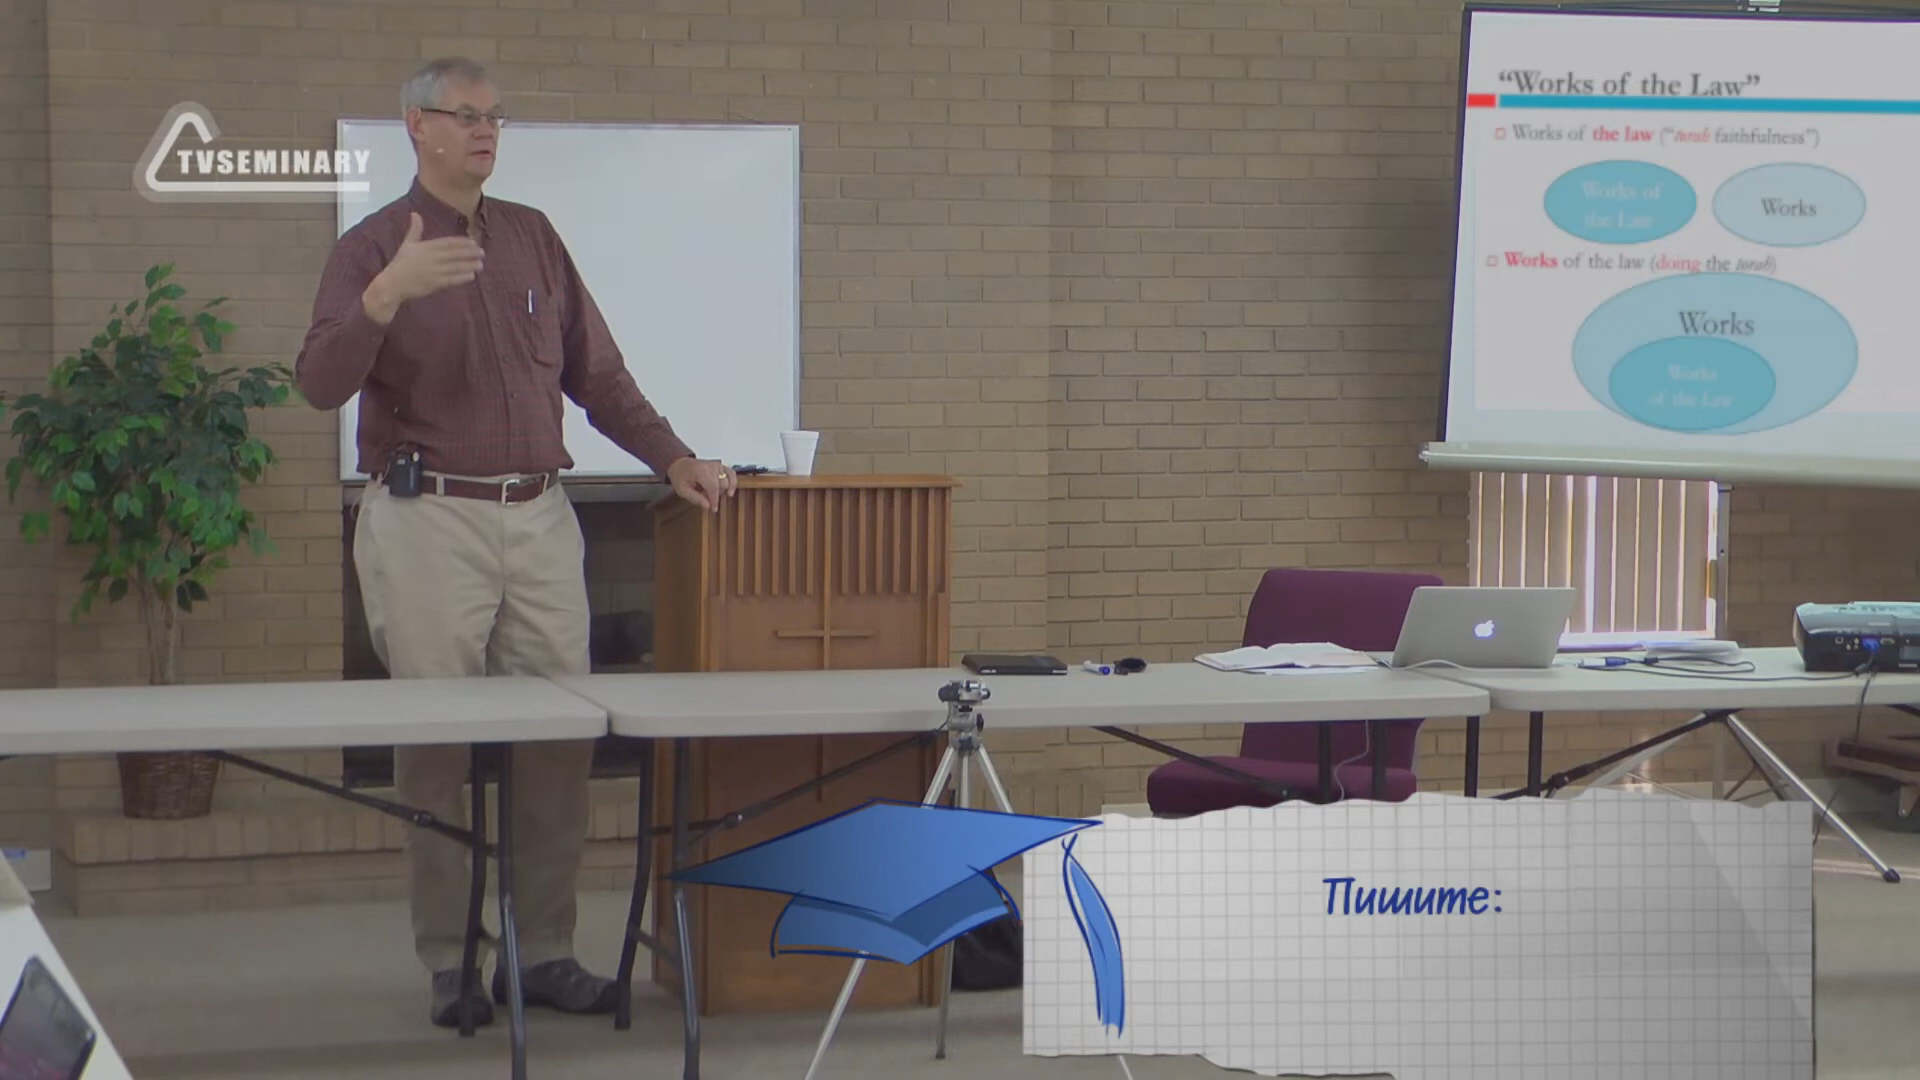 TVSEMINARY
“Works of the Law”
Works of the law (“torah faithfulness”)
Works of
the Law
Works
Works of the law (doing the torah)
Works
Works
of the Law
Пишите: